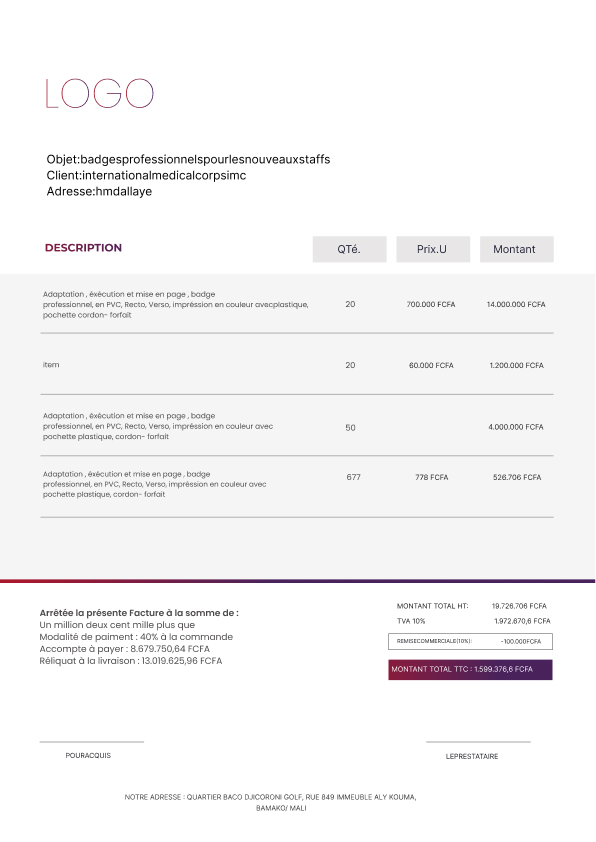 LOGO
Objet:badgesprofessionnelspourlesnouveauxstaffs
Client:internationalmedicalcorpsimc
Adresse:hmdallaye
DESCRIPTION QTé. Prix.U Montant
Adaptation , éxécution et mise en page , badge
professionnel, en PVC, Recto, Verso, impréssion en couleur avecplastique, 20 700.000 FCFA 14.000.000 FCFA
pochette cordon- forfait
item 20 60.000 FCFA 1.200.000 FCFA
Adaptation , éxécution et mise en page , badge
professionnel, en PVC, Recto, Verso, impréssion en couleur avec 50 4.000.000 FCFA
pochette plastique, cordon- forfait
Adaptation , éxécution et mise en page , badge 677 778 FCFA 526.706 FCFA
professionnel, en PVC, Recto, Verso, impréssion en couleur avec
pochette plastique, cordon- forfait
MONTANT TOTAL HT: 19.726.706 FCFA
TVA 10% 1.972.670,6 FCFA
REMISECOMMERCIALE(10%): -100.000FCFA
MONTANT TOTAL TTC : 1.599.376,6 FCFA
Arrêtée la présente Facture à la somme de :
Un million deux cent mille plus que
Modalité de paiment : 40% à la commande
Accompte à payer : 8.679.750,64 FCFA
Réliquat à la livraison : 13.019.625,96 FCFA
POURACQUIS LEPRESTATAIRE
NOTRE ADRESSE : QUARTIER BACO DJICORONI GOLF, RUE 849 IMMEUBLE ALY KOUMA,
BAMAKO/ MALI